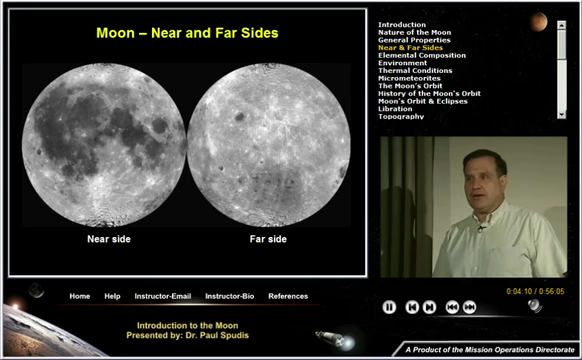 Moon – Near and Far Sides
Near side
Far side
Introduction
Nature of the Moon
General Properties
Near & Far Sides
Elemental Composition
Environment
Thermal Conditions
Micrometeorites
The Moon's Orbit
History of the Moon's Orbit
Moon's Orbit & Eclipses
Libration
Topography
0:04:10 / 0:56:05
Home
Help
Instructor-Email
Instructor-Bio
References
Introduction to the Moon
Presented by: Dr. Paul Spudis
A Product of the Mission Operations Directorate